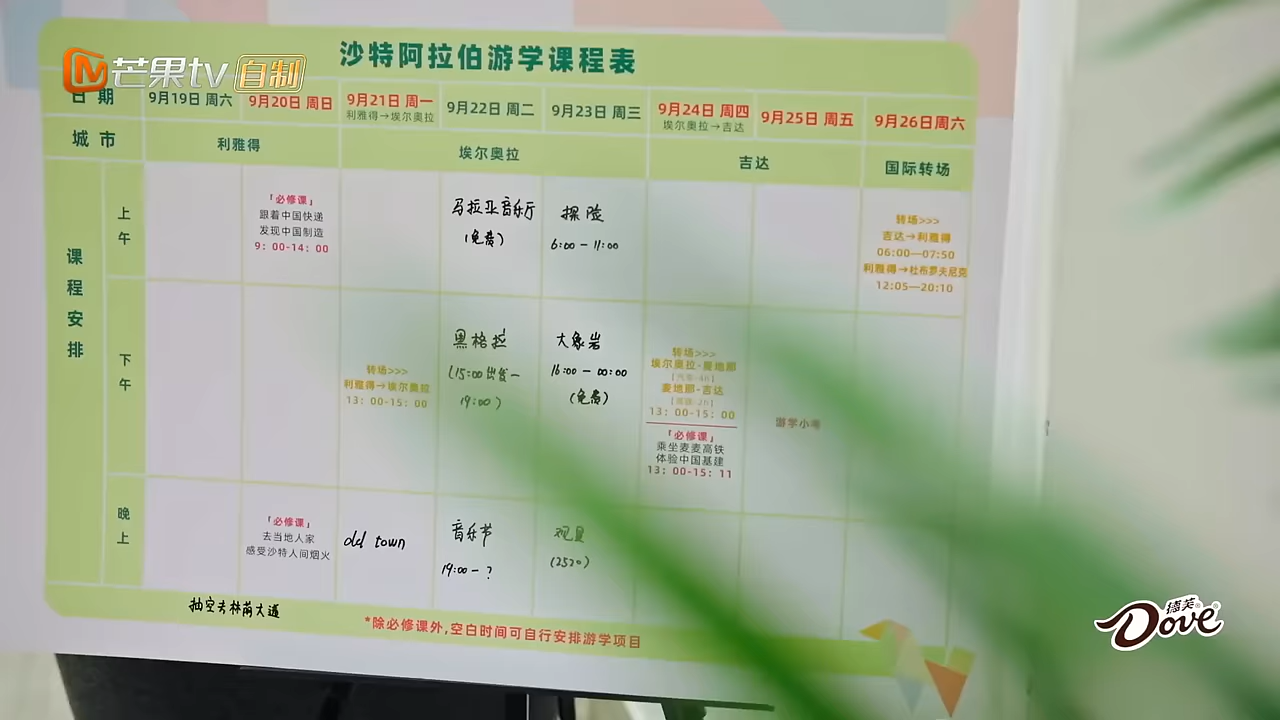 芒果tv 自制
沙特阿拉伯游学课程表
日期 9月19日 周六 9月20日 周日 9月21日 周一 9月22日 周二 9月23日 周三 9月24日 周四 9月25日 周五 9月26日周六
利雅得→埃尔奥拉 埃尔奥拉→吉达
城市 利雅得 埃尔奥拉 吉达 国际转场
课程安排
上午
「必修课」
跟着中国快递
发现中国制造
9:00-14:00
马拉亚音乐厅
(免费)
探险
6:00-11:00
转场>>>
吉达→利雅得
06:00—07:50
利雅得→杜布罗夫尼克
12:05—20:10
下午
转场>>>
利雅得→埃尔奥拉
13:00-15:00
黑格拉
(15:00出发-
19:00)
大象岩
16:00-00:00
(免费)
转场>>>
埃尔奥拉-麦地那
麦地那-吉达
13:00-15:00
「必修课」
乘坐麦麦高铁
体验中国基建
13:00-15:11
游学小考
晚上
「必修课」
去当地人家
感受沙特人间烟火
old town
音乐节
19:00-?
观星
(2520)
抽空去林荫大道
*除必修课外,空白时间可自行安排游学项目
德芙
Dove